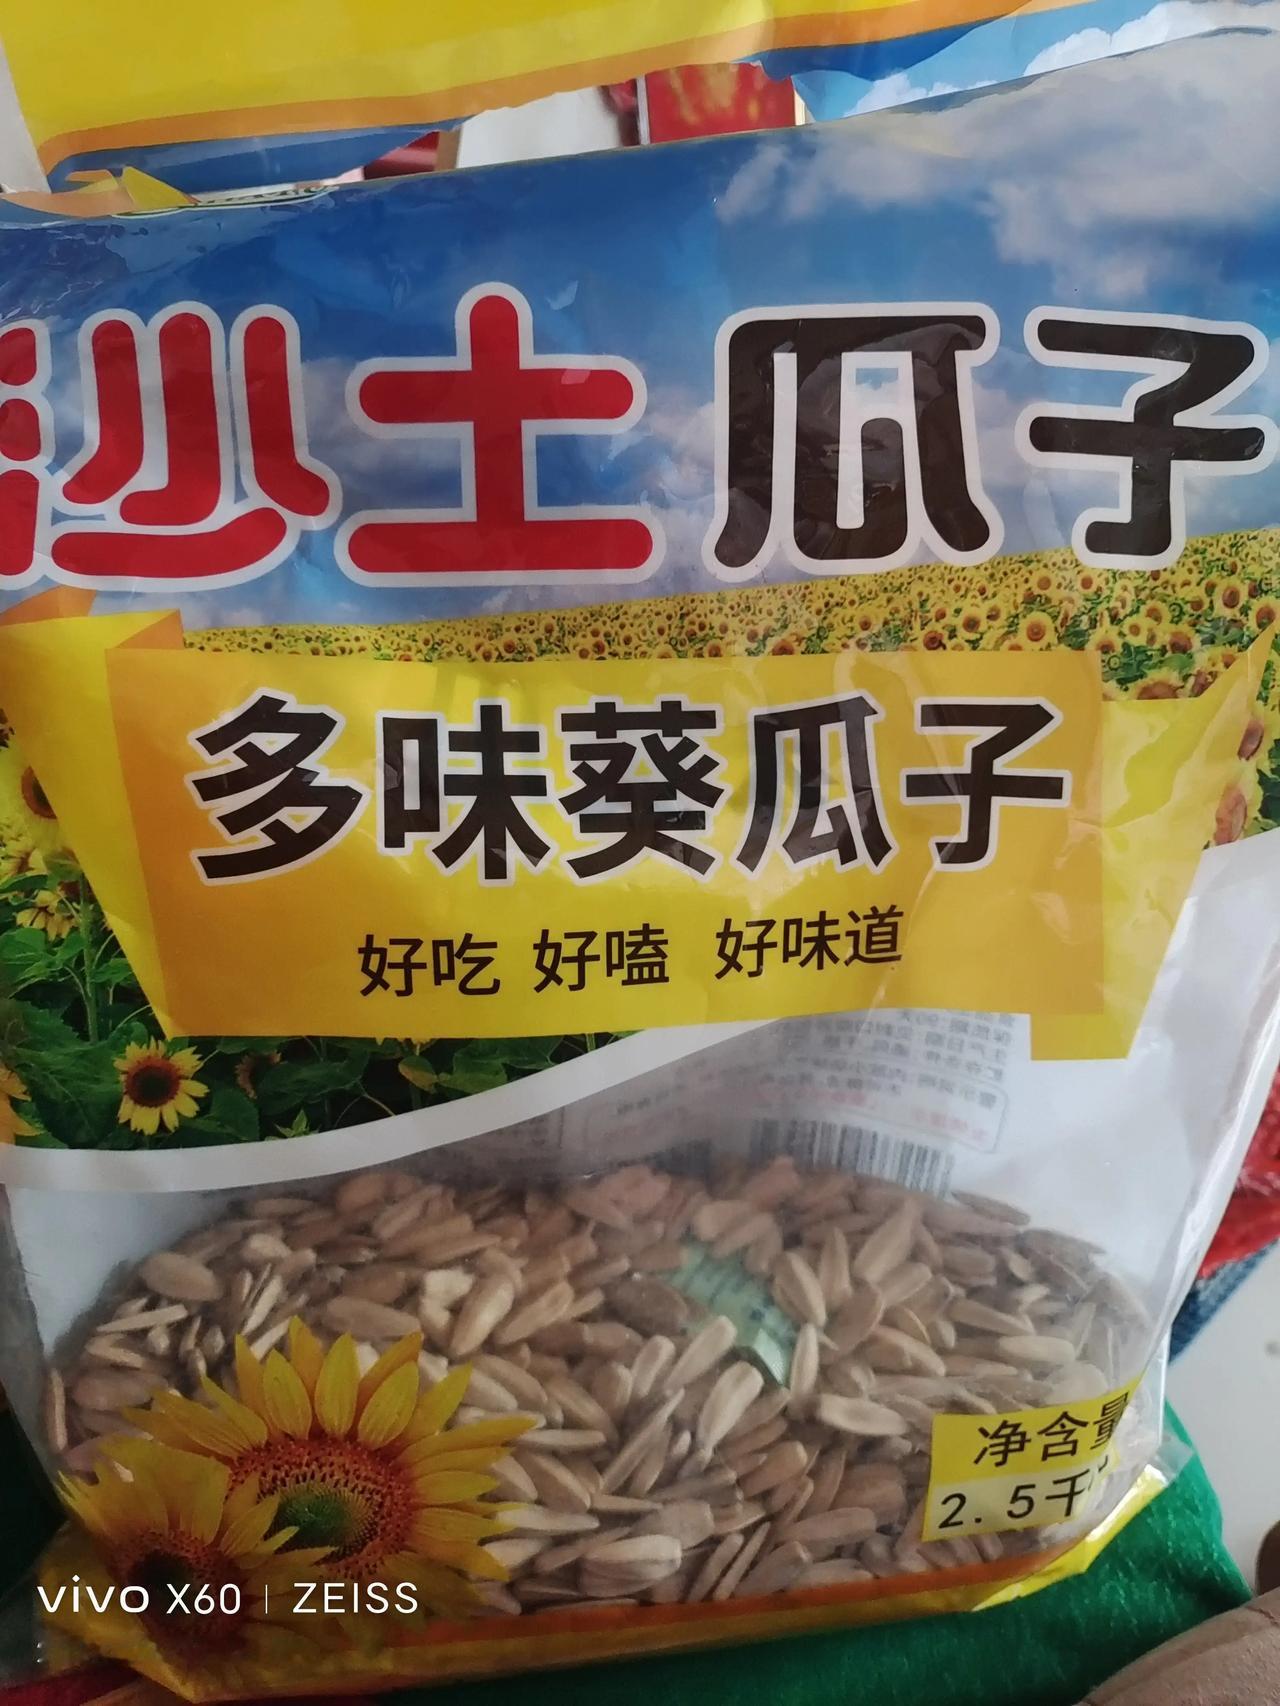 沙土瓜子
多味葵瓜子
好吃 好嗑 好味道
净含量
2.5千
vivo X60 | ZEISS